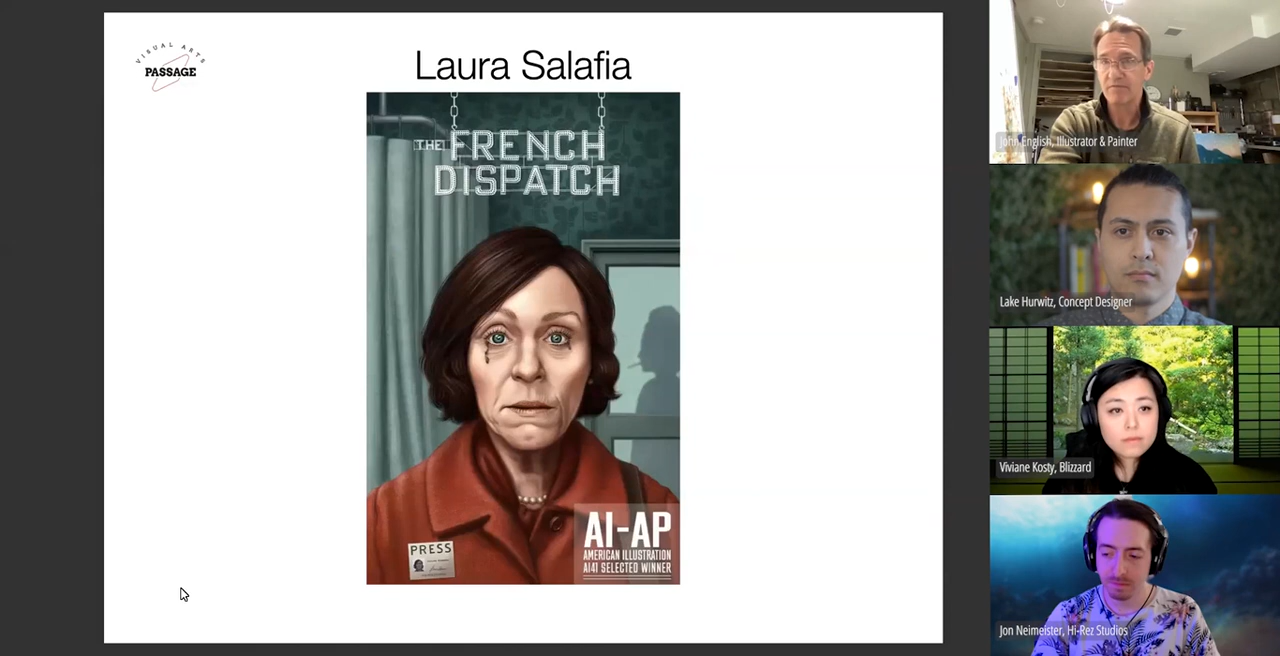 VISUAL ARTS
PASSAGE
Laura Salafia
THE FRENCH
DISPATCH
PRESS
AI-AP
AMERICAN ILLUSTRATION
AI41 SELECTED WINNER
John English, Illustrator & Painter
Lake Hurwitz, Concept Designer
Viviane Kosty, Blizzard
Jon Neimeister, Hi-Rez Studios